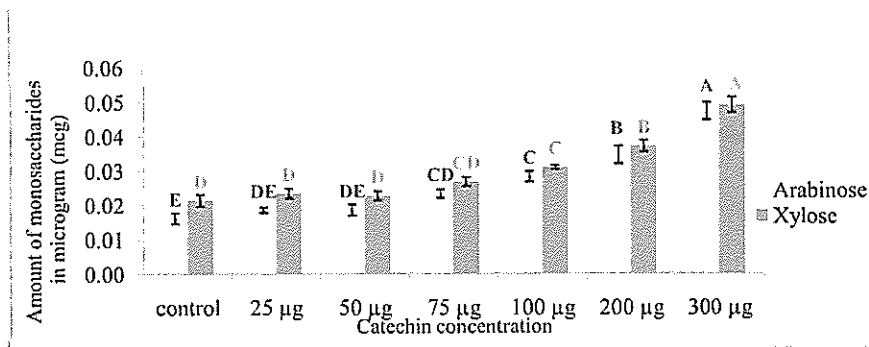 Amount of monosaccharides
in microgram (mcg)
0.06
0.05
0.04
0.03
0.02
0.01
0.00
E D
DE D
DE D
CD CD
C C
B B
A A
control 25 µg 50 µg 75 µg 100 µg 200 µg 300 µg
Catechin concentration
Arabinose
Xylose